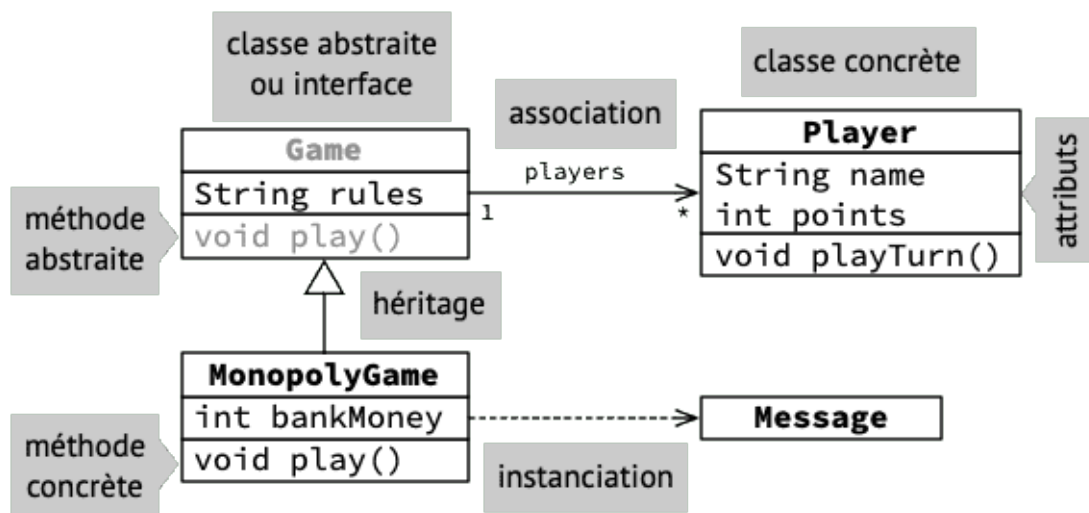 classe abstraite
ou interface
classe concrète
association
Game
String rules
void play()
players
1
*
Player
String name
int points
void playTurn()
attributs
méthode
abstraite
héritage
MonopolyGame
int bankMoney
void play()
Message
méthode
concrète
instanciation